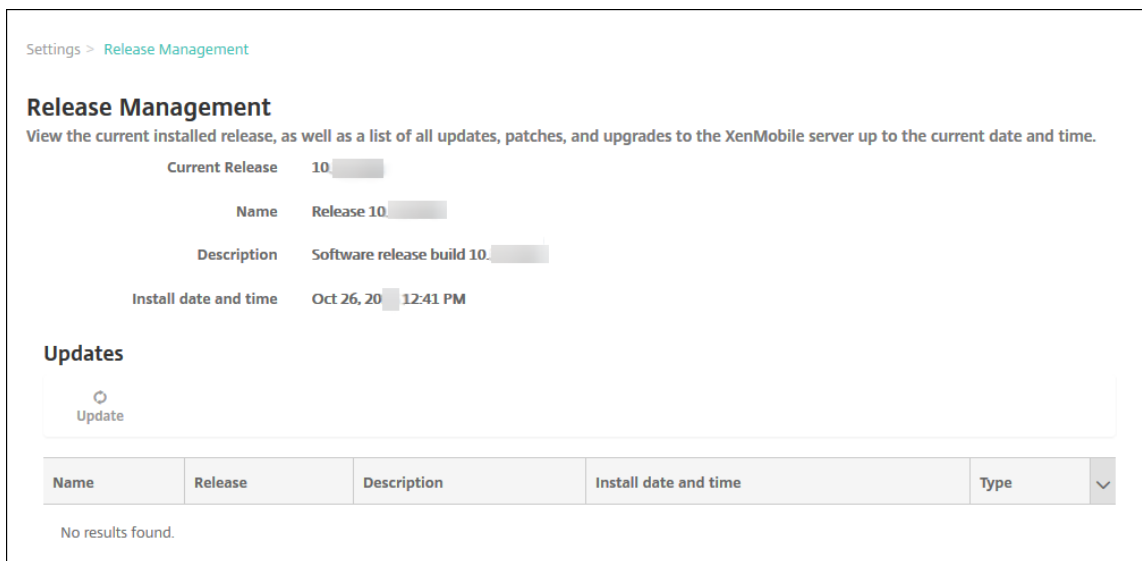 Settings > Release Management
Release Management
View the current installed release, as well as a list of all updates, patches, and upgrades to the XenMobile server up to the current date and time.
Current Release 10.
Name Release 10.
Description Software release build 10.
Install date and time Oct 26, 20 12:41 PM
Updates
Update
Name Release Description Install date and time Type
No results found.